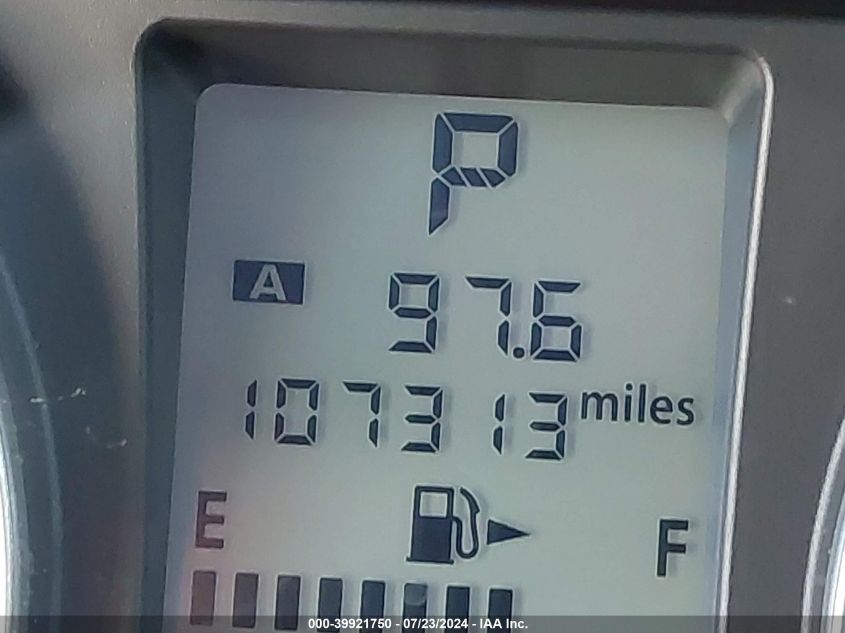 P
A 97.6
107313 miles
E F
000-39921750 - 07/23/2024 - IAA Inc.